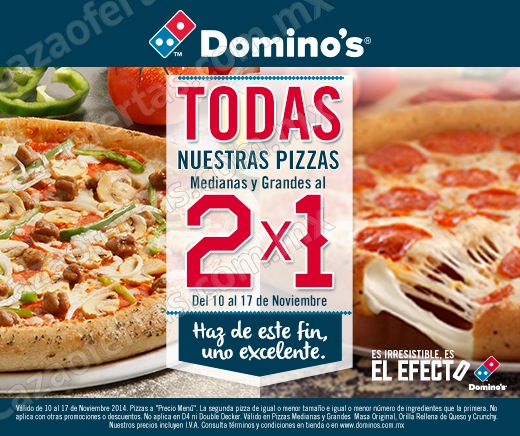 Domino's®
TODAS
NUESTRAS PIZZAS
Medianas y Grandes al
2x1
Del 10 al 17 de Noviembre
Haz de este fin,
uno excelente.
ES IRRESISTIBLE, ES
EL EFECTO
Domino's
Válido de 10 al 17 de Noviembre 2014. Pizzas a "Precio Menú". La segunda pizza de igual o menor tamaño e igual o menor número de ingredientes que la primera. No
aplica con otras promociones o descuentos. No aplica en D4 ni Double Decker. Válido en Pizzas Medianas y Grandes Masa Original, Orilla Rellena de Queso y Crunchy.
Nuestros precios incluyen I.V.A. Consulta términos y condiciones en tienda o en www.dominos.com.mx
cazaofertas.com.mx